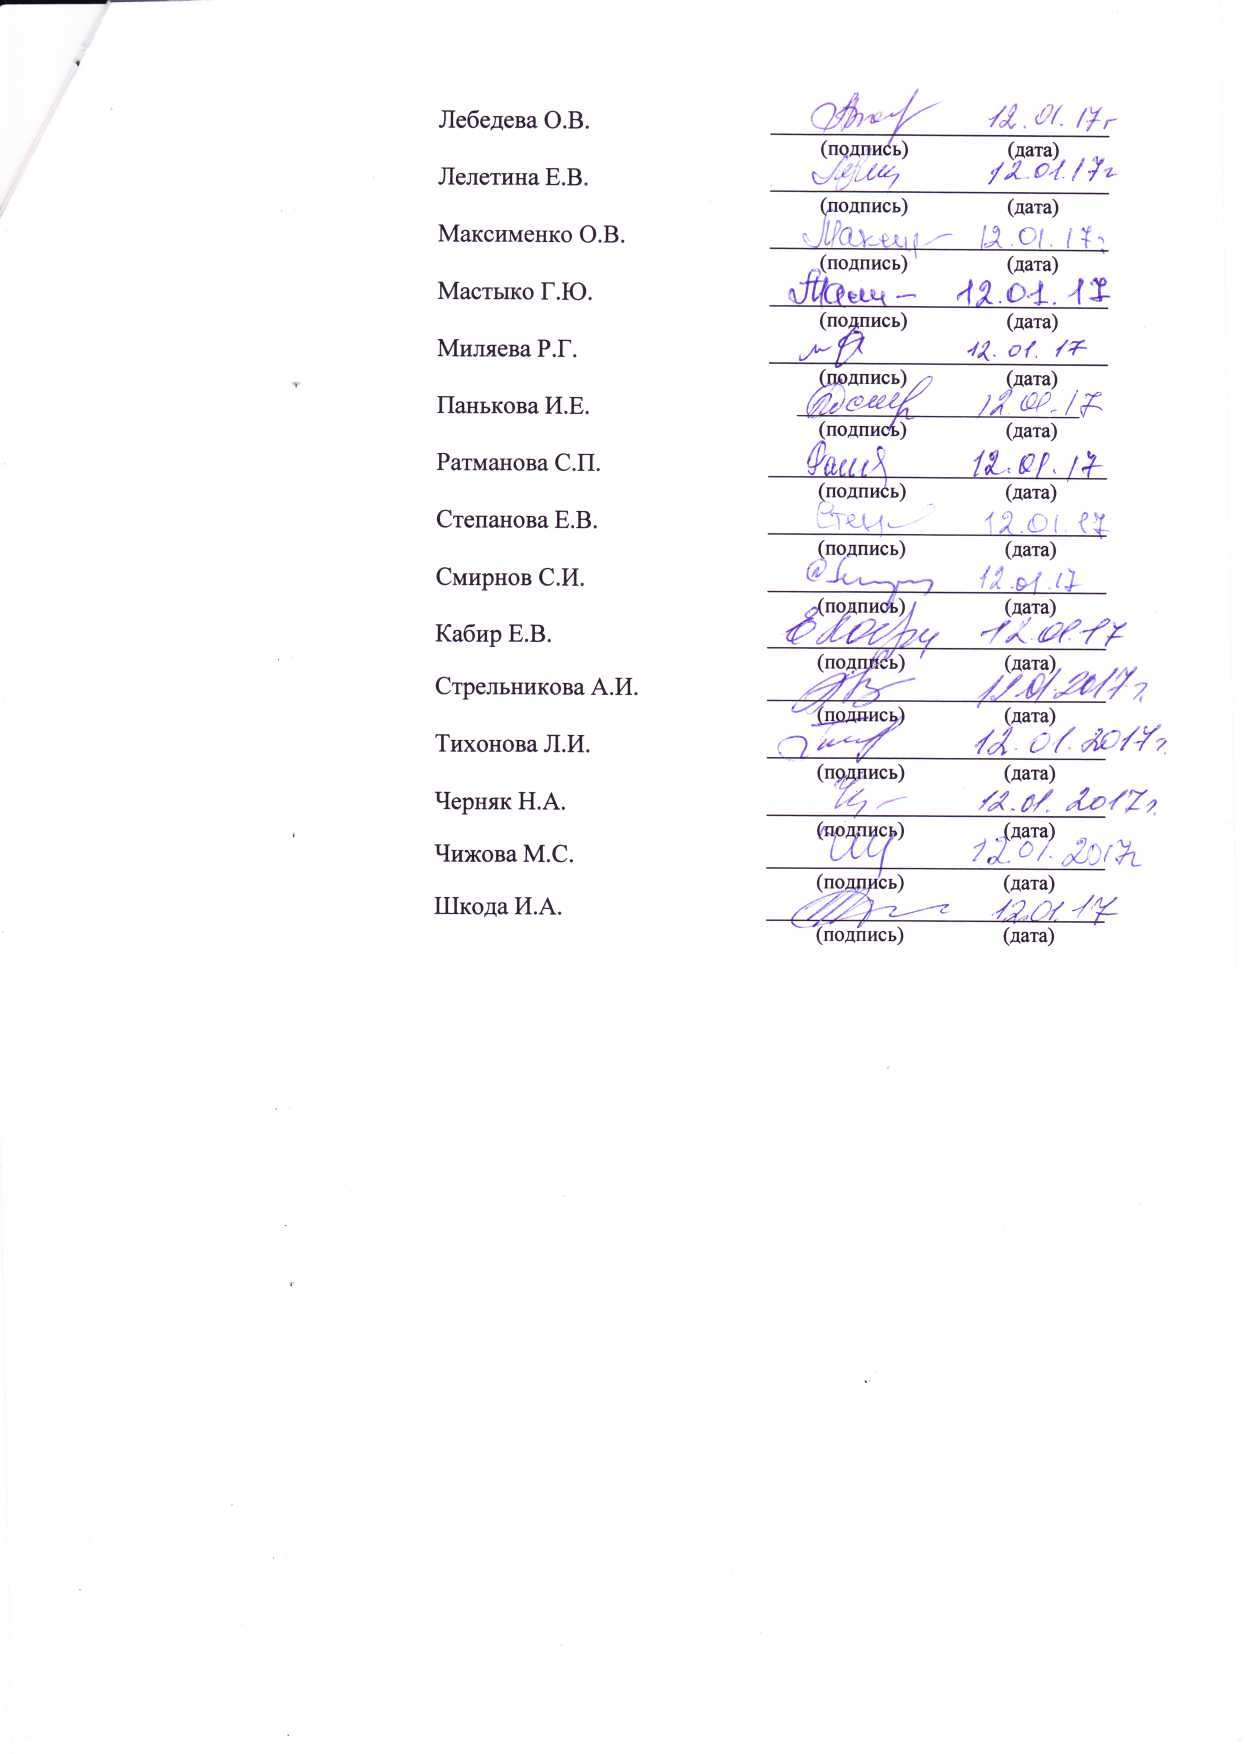 Лебедева О.В. 12.01.17г
(подпись) (дата)
Лелетина Е.В. 12.01.17г
(подпись) (дата)
Максименко О.В. 12.01.17г.
(подпись) (дата)
Мастыко Г.Ю. 12.01.17
(подпись) (дата)
Миляева Р.Г. 12.01.17
(подпись) (дата)
Панькова И.Е. 12.01.17
(подпись) (дата)
Ратманова С.П. 12.01.17
(подпись) (дата)
Степанова Е.В. 12.01.17
(подпись) (дата)
Смирнов С.И. 12.01.17
(подпись) (дата)
Кабир Е.В. 12.01.17
(подпись) (дата)
Стрельникова А.И.
(подпись) (дата)
Тихонова Л.И. 12.01.2017г.
(подпись) (дата)
Черняк Н.А. 12.01.2017г.
(подпись) (дата)
Чижова М.С. 12.01.2017г
(подпись) (дата)
Шкода И.А. 12.01.17
(подпись) (дата)